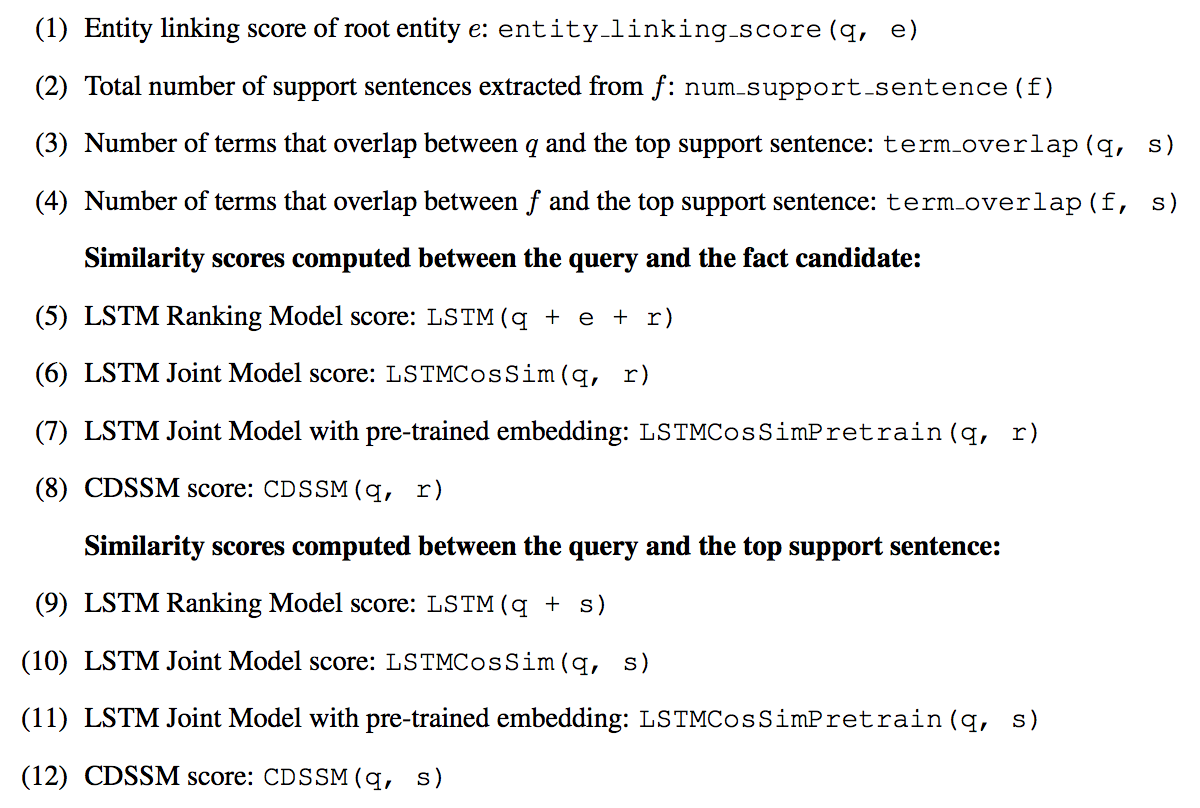 (1) Entity linking score of root entity e: entity_linking_score(q, e)
(2) Total number of support sentences extracted from f: num_support_sentence(f)
(3) Number of terms that overlap between q and the top support sentence: term_overlap(q, s)
(4) Number of terms that overlap between f and the top support sentence: term_overlap(f, s)
Similarity scores computed between the query and the fact candidate:
(5) LSTM Ranking Model score: LSTM(q + e + r)
(6) LSTM Joint Model score: LSTMCosSim(q, r)
(7) LSTM Joint Model with pre-trained embedding: LSTMCosSimPretrain(q, r)
(8) CDSSM score: CDSSM(q, r)
Similarity scores computed between the query and the top support sentence:
(9) LSTM Ranking Model score: LSTM(q + s)
(10) LSTM Joint Model score: LSTMCosSim(q, s)
(11) LSTM Joint Model with pre-trained embedding: LSTMCosSimPretrain(q, s)
(12) CDSSM score: CDSSM(q, s)